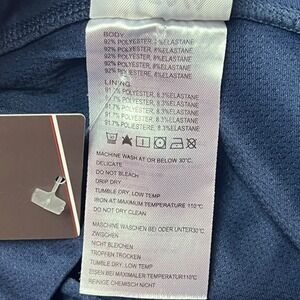 BODY:
92% POLYESTER, 8%ELASTANE
92% POLYESTER, 8%ELASTANE
92% POLYESTER, 8%ELASTANE
92% POLYESTER, 8%ELASTANE
92% POLYESTERE, 8%ELASTANE
LINING:
91.7% POLYESTER, 8.3%ELASTANE
91.7% POLYESTER, 8.3%ELASTANE
91.7% POLYESTER, 8.3%ELASTANE
91.7% POLIESTER, 8.3%ELASTANE
91.7% POLYESTERE, 8.3%ELASTANE
MACHINE WASH AT OR BELOW 30°C.
DELICATE
DO NOT BLEACH
DRIP DRY
TUMBLE DRY, LOW TEMP
IRON AT MAXIMUM TEMPERATURE 110°C
DO NOT DRY CLEAN
MASCHINE WASCHEN BEI ODER UNTER30°C
ZWISCHEN
NICHT BLEICHEN
TROPFEN TROCKEN
TUMBLE DRY, LOW TEMP
EISEN BEI MAXIMALER TEMPERATUR110°C
REINIGE CHEMISCH NICHT